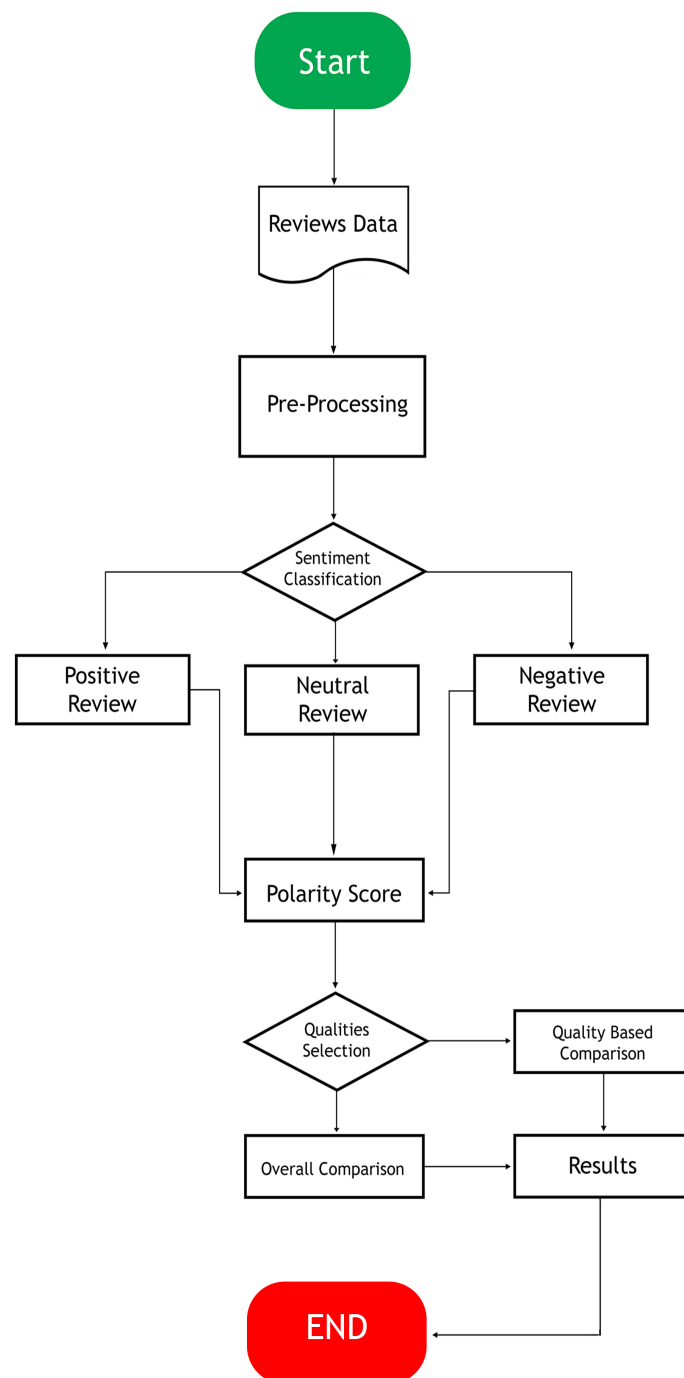 Start
Reviews Data
Pre-Processing
Sentiment
Classification
Positive
Review
Neutral
Review
Negative
Review
Polarity Score
Qualities
Selection
Quality Based
Comparison
Overall Comparison
Results
END